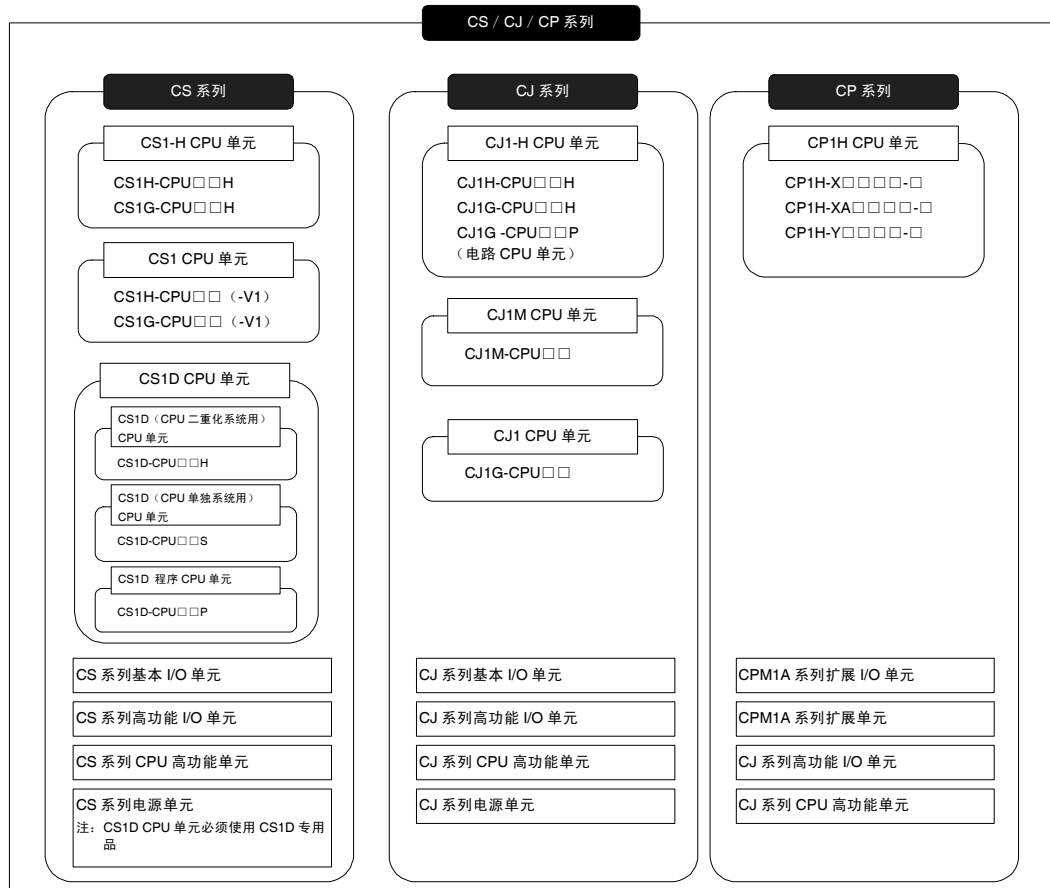 CS / CJ / CP 系列
CS 系列
CS1-H CPU 单元
CS1H-CPU□□H
CS1G-CPU□□H
CS1 CPU 单元
CS1H-CPU□□（-V1）
CS1G-CPU□□（-V1）
CS1D CPU 单元
CS1D（CPU 二重化系统用）
CPU 单元
CS1D-CPU□□H
CS1D（CPU 单独系统用）
CPU 单元
CS1D-CPU□□S
CS1D 程序 CPU 单元
CS1D-CPU□□P
CS 系列基本 I/O 单元
CS 系列高功能 I/O 单元
CS 系列 CPU 高功能单元
CS 系列电源单元
注：CS1D CPU 单元必须使用 CS1D 专用
品
CJ 系列
CJ1-H CPU 单元
CJ1H-CPU□□H
CJ1G-CPU□□H
CJ1G -CPU□□P
（电路 CPU 单元）
CJ1M CPU 单元
CJ1M-CPU□□
CJ1 CPU 单元
CJ1G-CPU□□
CJ 系列基本 I/O 单元
CJ 系列高功能 I/O 单元
CJ 系列 CPU 高功能单元
CJ 系列电源单元
CP 系列
CP1H CPU 单元
CP1H-X□□□□-□
CP1H-XA□□□□-□
CP1H-Y□□□□-□
CPM1A 系列扩展 I/O 单元
CPM1A 系列扩展单元
CJ 系列高功能 I/O 单元
CJ 系列 CPU 高功能单元